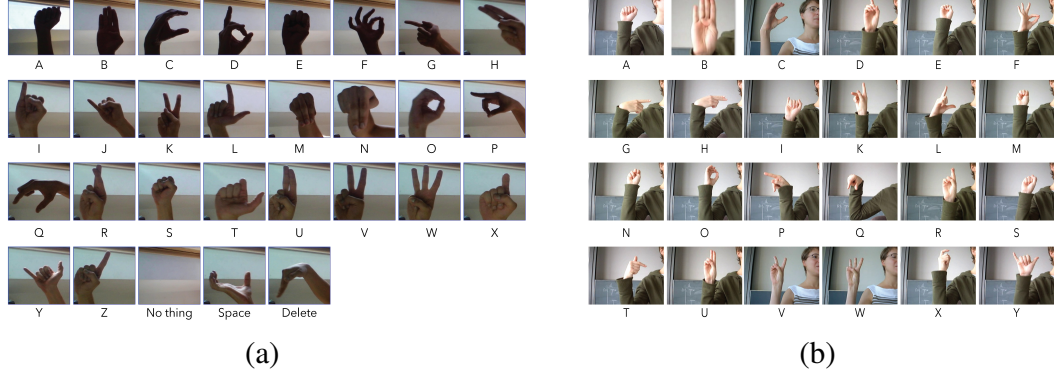 A B C D E F G H
I J K L M N O P
Q R S T U V W X
Y Z No thing Space Delete
(a)
A B C D E F
G H I K L M
N O P Q R S
T U V W X Y
(b)